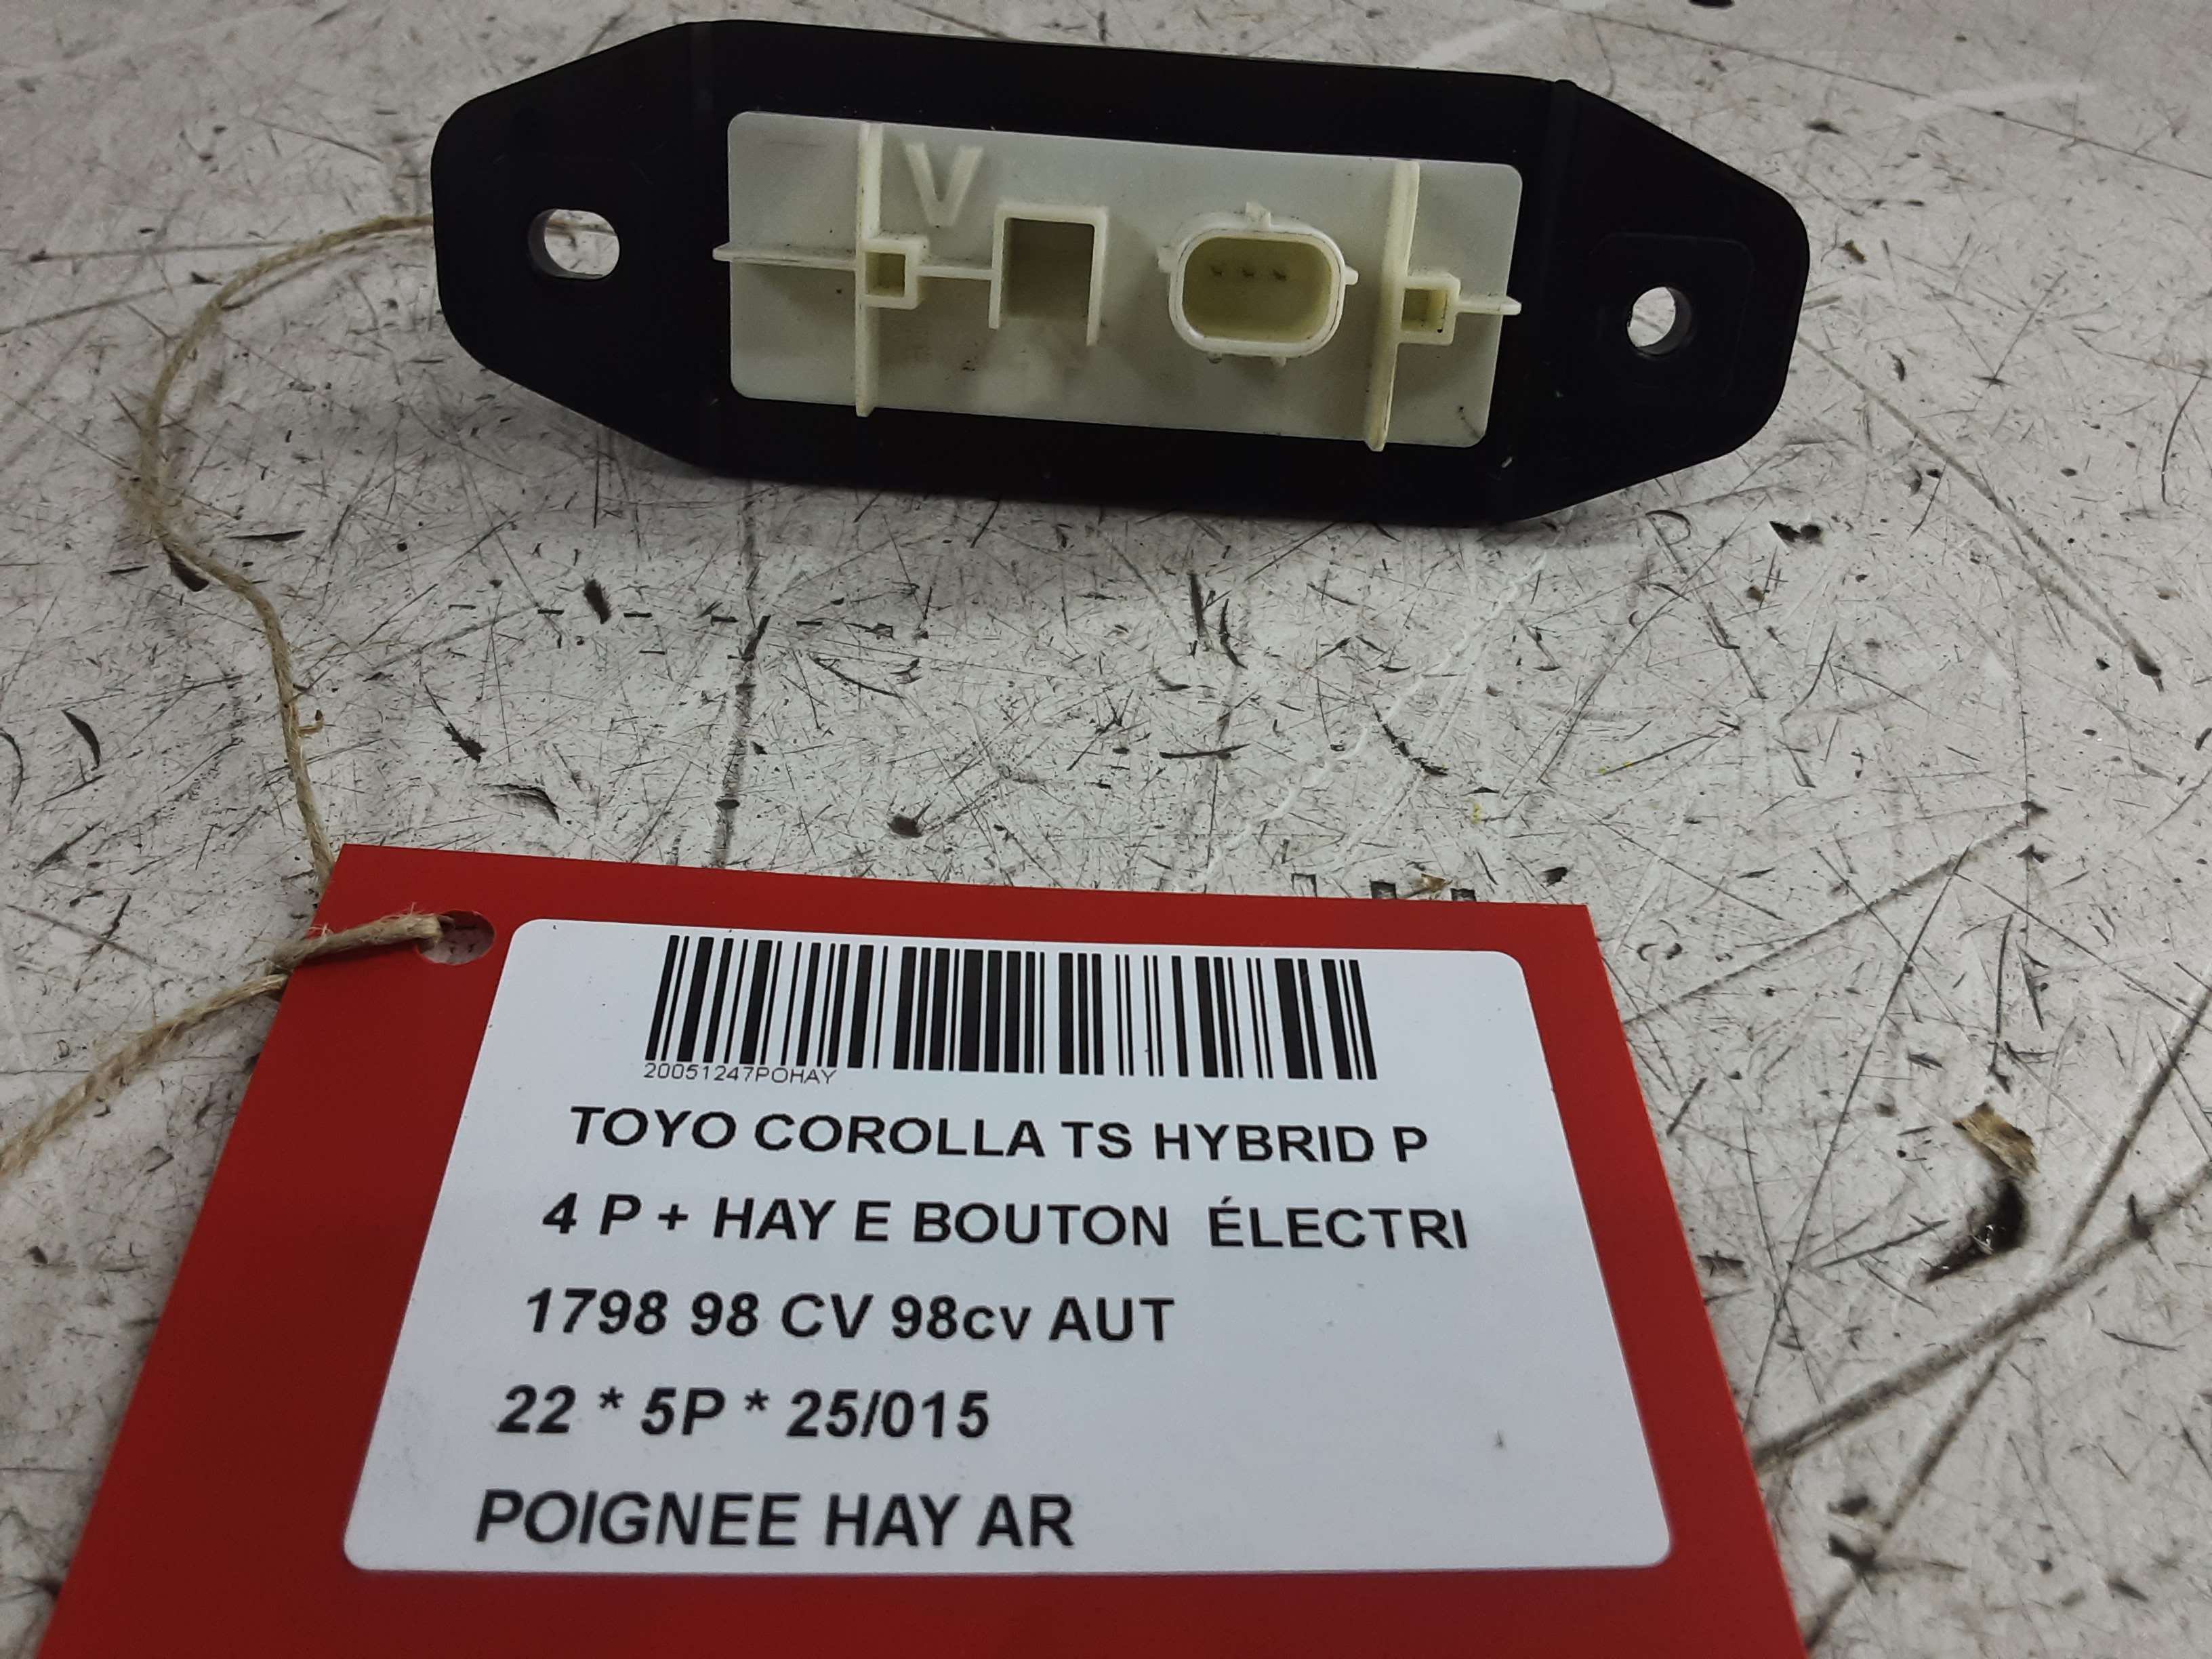 V
20051247POHAY
TOYO COROLLA TS HYBRID P
4 P + HAY E BOUTON ÉLECTRI
1798 98 CV 98cv AUT
22 * 5P * 25/015
POIGNEE HAY AR